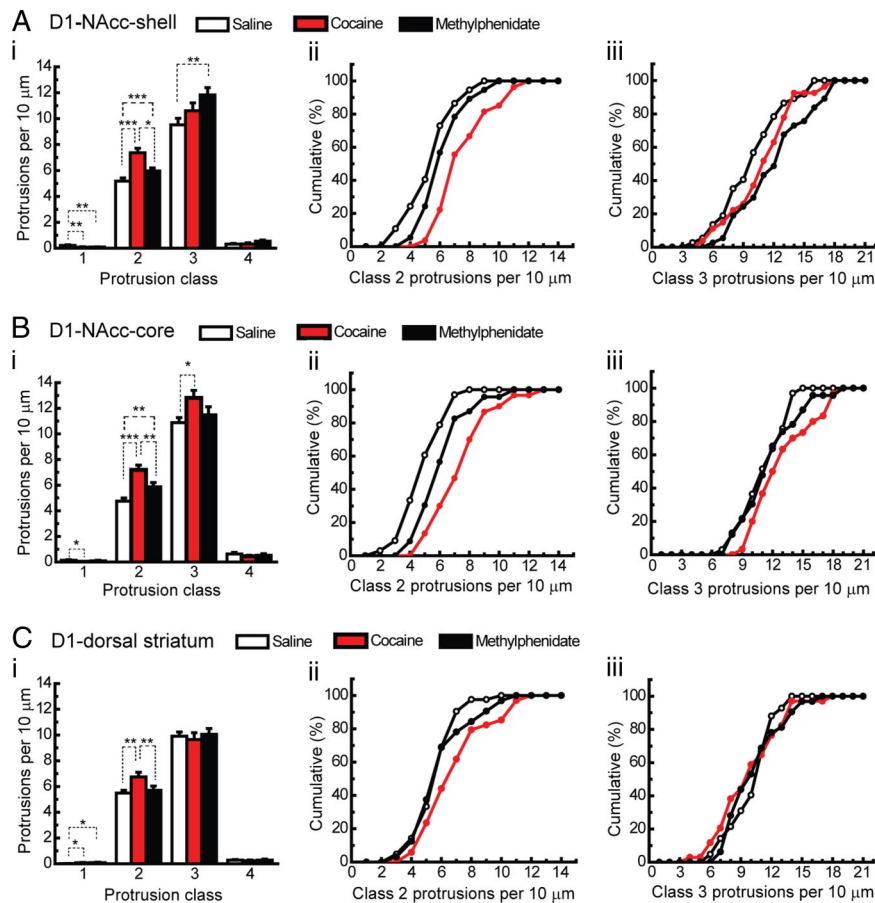 A D1-NAcc-shell Saline Cocaine Methylphenidate
i
Protrusions per 10 μm
14
12
10
8
6
4
2
0
** ** *** *** * **
1 2 3 4
Protrusion class
ii
Cumulative (%)
100
80
60
40
20
0
0 2 4 6 8 10 12 14
Class 2 protrusions per 10 μm
iii
Cumulative (%)
100
80
60
40
20
0
0 3 6 9 12 15 18 21
Class 3 protrusions per 10 μm
B D1-NAcc-core Saline Cocaine Methylphenidate
i
Protrusions per 10 μm
14
12
10
8
6
4
2
0
* ** *** ** *
1 2 3 4
Protrusion class
ii
Cumulative (%)
100
80
60
40
20
0
0 2 4 6 8 10 12 14
Class 2 protrusions per 10 μm
iii
Cumulative (%)
100
80
60
40
20
0
0 3 6 9 12 15 18 21
Class 3 protrusions per 10 μm
C D1-dorsal striatum Saline Cocaine Methylphenidate
i
Protrusions per 10 μm
14
12
10
8
6
4
2
0
* * ** **
1 2 3 4
Protrusion class
ii
Cumulative (%)
100
80
60
40
20
0
0 2 4 6 8 10 12 14
Class 2 protrusions per 10 μm
iii
Cumulative (%)
100
80
60
40
20
0
0 3 6 9 12 15 18 21
Class 3 protrusions per 10 μm